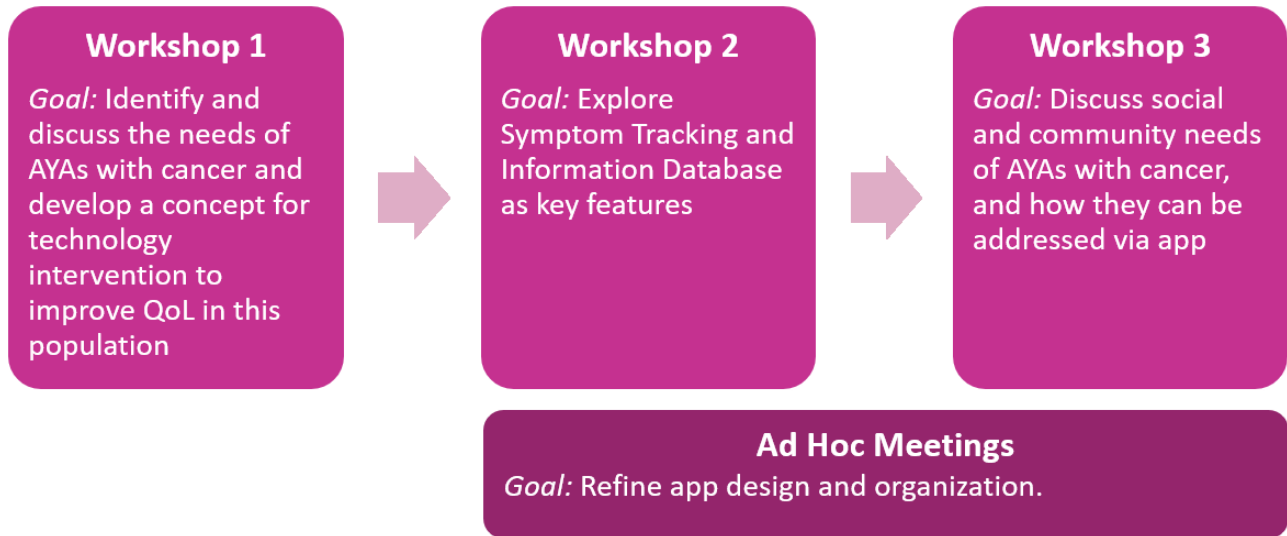 Workshop 1
Goal: Identify and
discuss the needs of
AYAs with cancer and
develop a concept for
technology
intervention to
improve QoL in this
population
Workshop 2
Goal: Explore
Symptom Tracking and
Information Database
as key features
Workshop 3
Goal: Discuss social
and community needs
of AYAs with cancer,
and how they can be
addressed via app
Ad Hoc Meetings
Goal: Refine app design and organization.